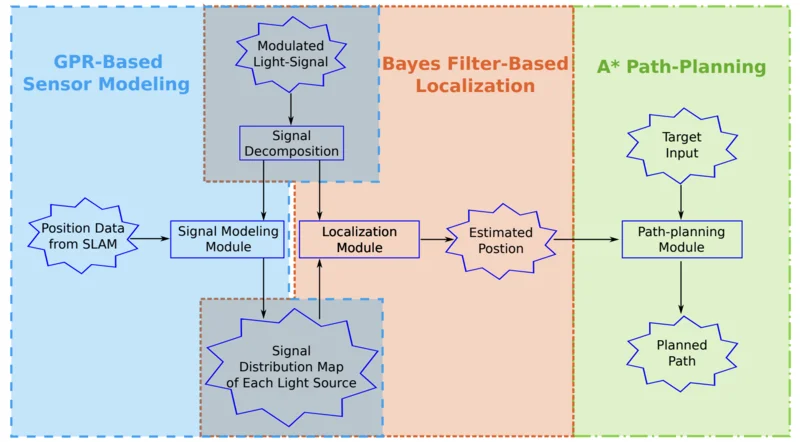 GPR-Based
Sensor Modeling
Modulated
Light-Signal
Bayes Filter-Based
Localization
A* Path-Planning
Signal
Decomposition
Target
Input
Position Data
from SLAM
Signal Modeling
Module
Localization
Module
Estimated
Postion
Path-planning
Module
Signal
Distribution Map
of Each Light Source
Planned
Path